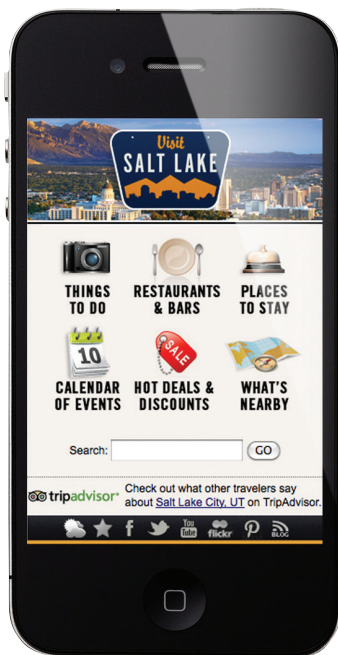 Visit
SALT LAKE
THINGS
TO DO
RESTAURANTS
& BARS
PLACES
TO STAY
10
SALE
CALENDAR
OF EVENTS
HOT DEALS &
DISCOUNTS
WHAT'S
NEARBY
Search:
GO
tripadvisor®
Check out what other travelers say
about Salt Lake City, UT on TripAdvisor.
f
You
Tube
flickr
BLOG